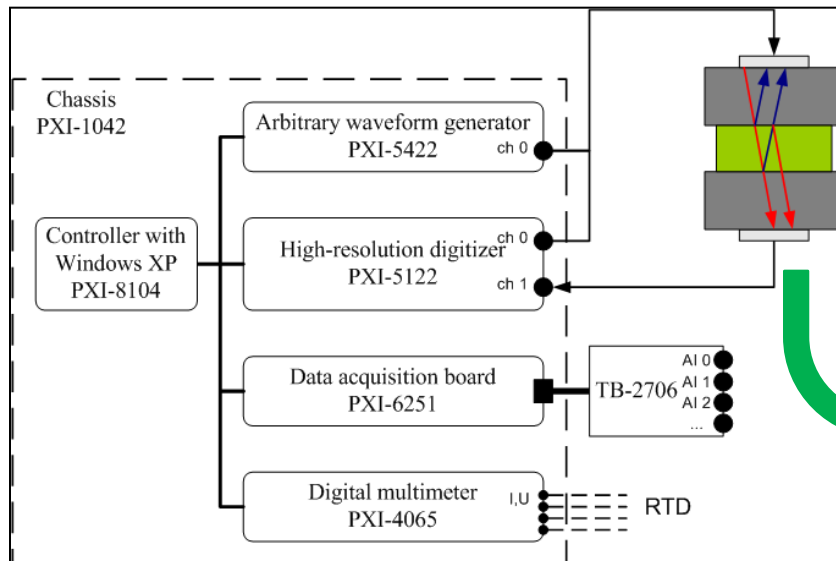 Chassis
PXI-1042
Arbitrary waveform generator
PXI-5422
ch 0
Controller with
Windows XP
PXI-8104
High-resolution digitizer
PXI-5122
ch 0
ch 1
Data acquisition board
PXI-6251
TB-2706
AI 0
AI 1
AI 2
...
Digital multimeter
PXI-4065
I,U
RTD